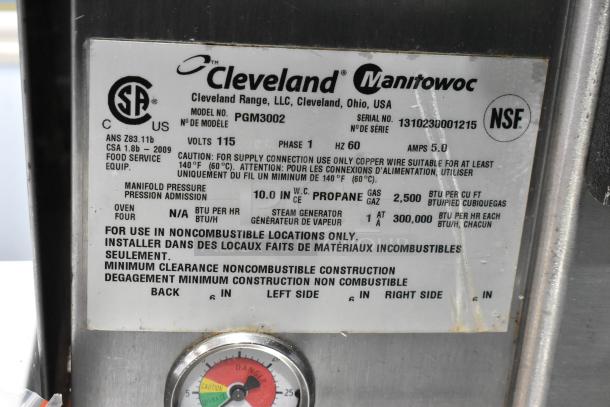 Cleveland® Manitowoc
TM
Cleveland Range, LLC, Cleveland, Ohio, USA
MODEL NO. PGM3002 SERIAL NO. 1310230001215
Nº DE MODÈLE Nº DE SÉRIE
CSA C US
NSF
ANS Z83.11b
CSA 1.8b - 2009
FOOD SERVICE
EQUIP.
VOLTS 115 PHASE 1 HZ 60 AMPS 5.0
CAUTION: FOR SUPPLY CONNECTION USE ONLY COPPER WIRE SUITABLE FOR AT LEAST
140°F (60°C). ATTENTION: POUR LES CONNEXIONS D'ALIMENTATION, UTILISER
UNIQUEMENT DU FIL UN MINIMUM DE 140°F (60°C).
MANIFOLD PRESSURE 10.0 IN W.C. PROPANE GAS 2,500 BTU PER CU FT
PRESSION ADMISSION CE GAZ BTU/PIED CUBIQUEGAS
OVEN N/A BTU PER HR STEAM GENERATOR 1 AT 300,000 BTU PER HR EACH
FOUR BTU/H GÉNÉRATEUR DE VAPEUR À BTU/H, CHACUN
FOR USE IN NONCOMBUSTIBLE LOCATIONS ONLY.
INSTALLER DANS DES LOCAUX FAITS DE MATÉRIAUX INCOMBUSTIBLES
SEULEMENT.
MINIMUM CLEARANCE NONCOMBUSTIBLE CONSTRUCTION
DEGAGEMENT MINIMUM CONSTRUCTION NON COMBUSTIBLE
BACK 6 IN LEFT SIDE 6 IN RIGHT SIDE 6 IN
DANGER
CAUTION
5 25